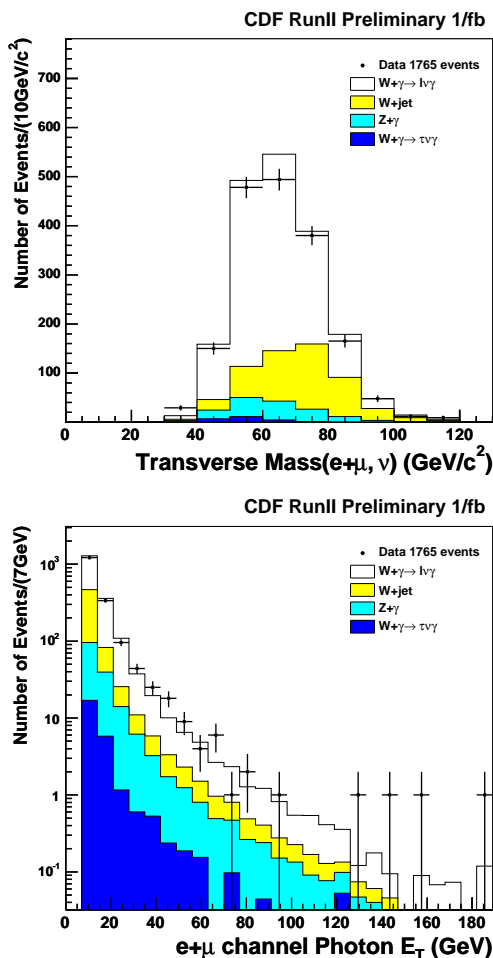 CDF RunII Preliminary 1/fb
Number of Events/(10GeV/c²)
700
600
500
400
300
200
100
Data 1765 events
W+γ→ lνγ
W+jet
Z+γ
W+γ→ τνγ
0 20 40 60 80 100 120
Transverse Mass(e+μ, ν) (GeV/c²)
CDF RunII Preliminary 1/fb
Number of Events/(7GeV)
10³
10²
10
1
10⁻¹
Data 1765 events
W+γ→ lνγ
W+jet
Z+γ
W+γ→ τνγ
0 20 40 60 80 100 120 140 160 180
e+μ channel Photon E_T (GeV)